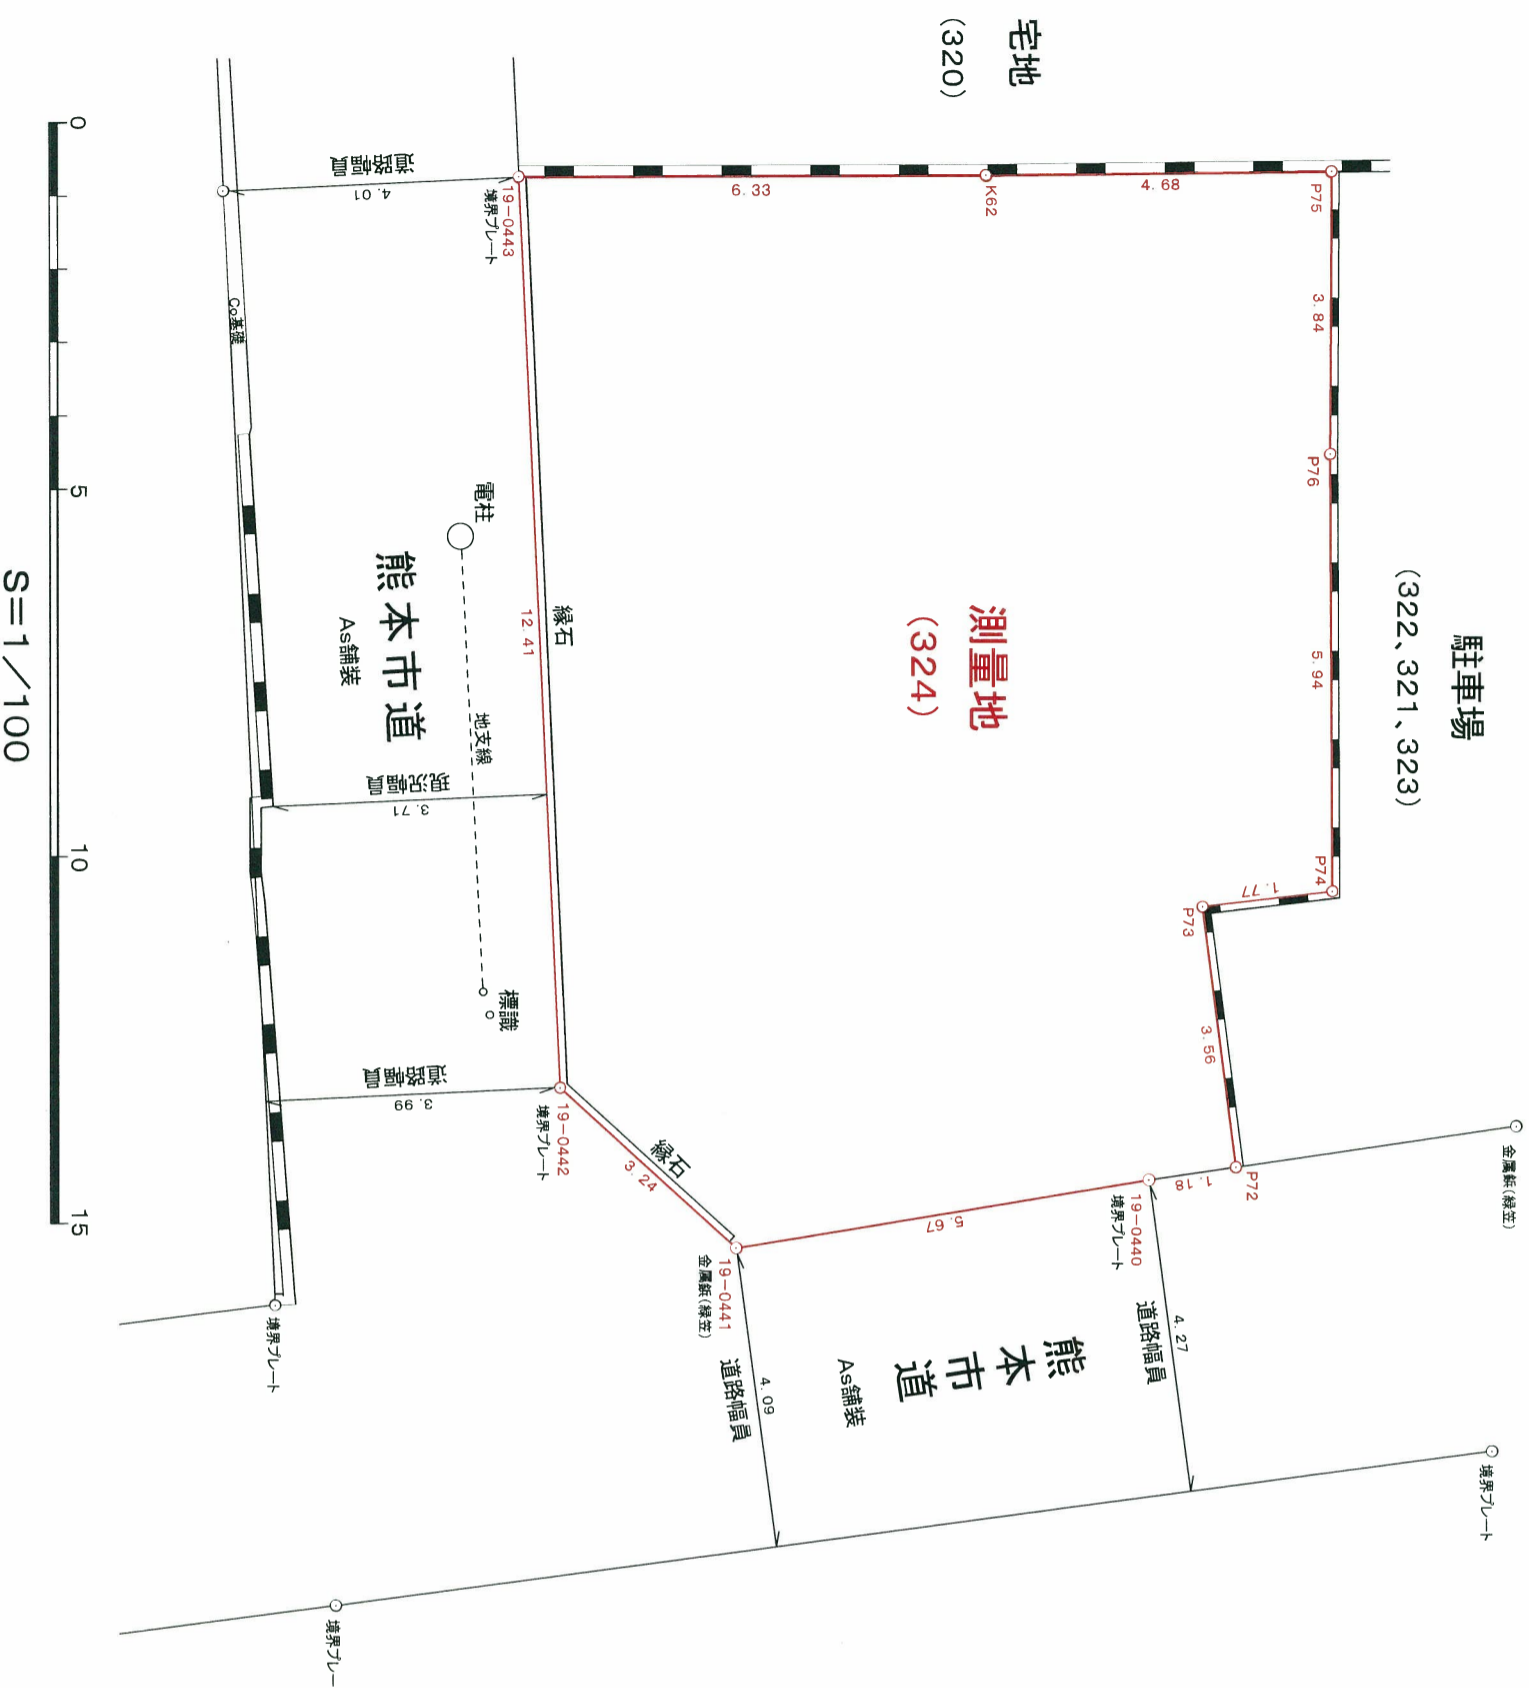 駐車場
(322、321、323)
宅地
(320)
P75
3.84
P76
5.94
P74
1.77
P73
3.56
P72
1.18
4.68
K62
6.33
測量地
(324)
19-0440
境界プレート
5.67
4.27
道路幅員
金属鋲(緑笠)
境界プレート
熊本市道
As舗装
19-0441
金属鋲(緑笠)
4.09
道路幅員
縁石
3.24
19-0443
境界プレート
縁石
12.41
19-0442
境界プレート
道路幅員
4.01
電柱
地支線
標識
熊本市道
As舗装
現況幅員
3.71
道路幅員
3.99
Co基礎
境界プレート
境界プレー
0
5
10
15
S=1/100